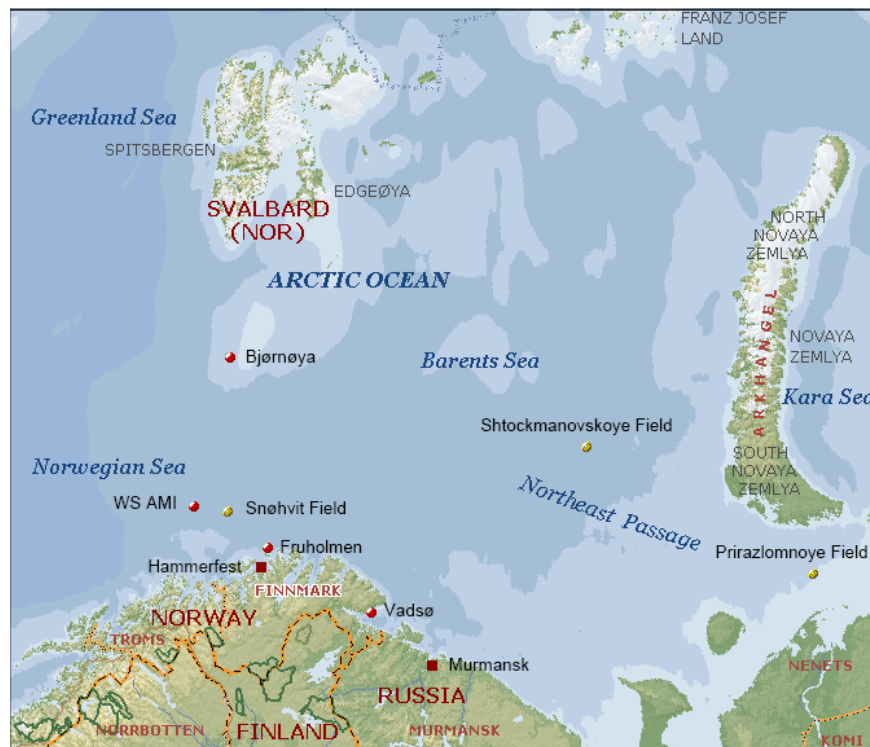 FRANZ JOSEF
LAND
Greenland Sea
SPITSBERGEN
EDGEØYA
SVALBARD
(NOR)
NORTH
NOVAYA
ZEMLYA
ARCTIC OCEAN
ARKHANGEL
NOVAYA
ZEMLYA
Bjørnøya
Barents Sea
Kara Sea
Shtockmanovskoye Field
SOUTH
NOVAYA
ZEMLYA
Norwegian Sea
Northeast Passage
WS AMI
Snøhvit Field
Fruholmen
Prirazlomnoye Field
Hammerfest
FINNMARK
NORWAY
Vadsø
TROMS
Murmansk
NENETS
RUSSIA
NORRBOTTEN
FINLAND
MURMANSK
KOMI